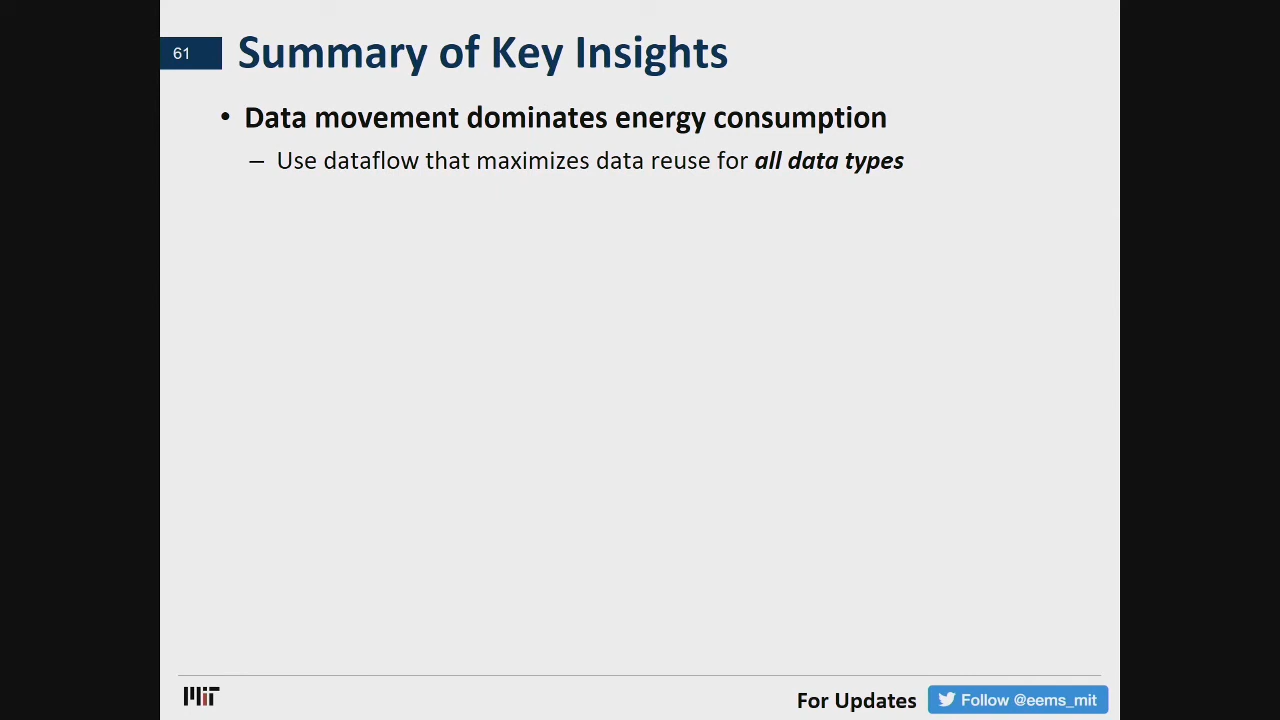 61
Summary of Key Insights
• Data movement dominates energy consumption
– Use dataflow that maximizes data reuse for all data types
MIT
For Updates
Follow @eems_mit